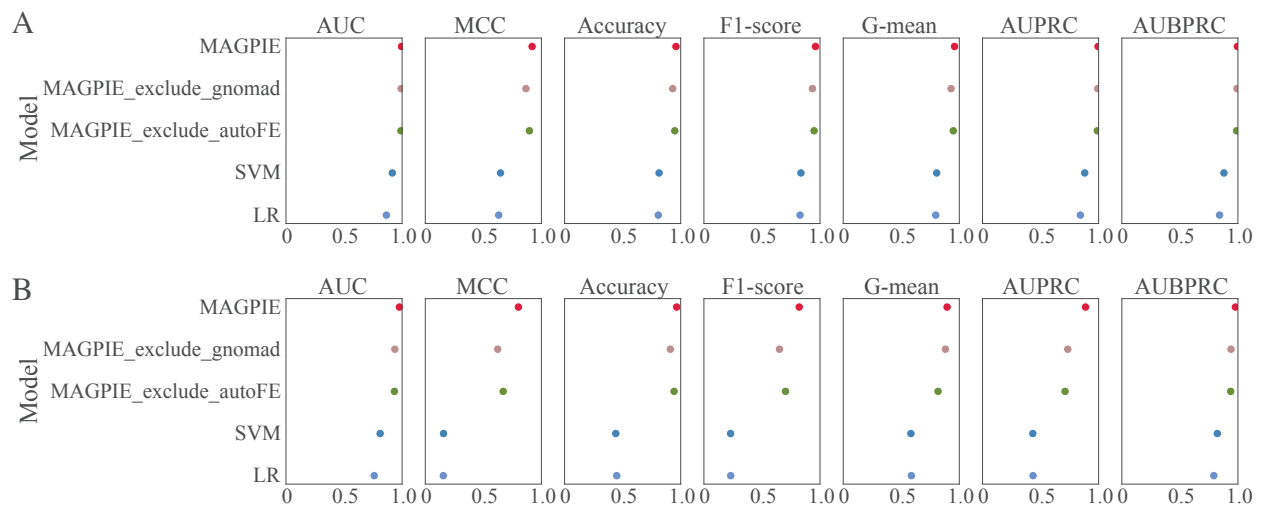 A
AUC MCC Accuracy F1-score G-mean AUPRC AUBPRC
MAGPIE
MAGPIE_exclude_gnomad
MAGPIE_exclude_autoFE
SVM
LR
Model
0 0.5 1.0 0 0.5 1.0 0 0.5 1.0 0 0.5 1.0 0 0.5 1.0 0 0.5 1.0 0 0.5 1.0
B
AUC MCC Accuracy F1-score G-mean AUPRC AUBPRC
MAGPIE
MAGPIE_exclude_gnomad
MAGPIE_exclude_autoFE
SVM
LR
Model
0 0.5 1.0 0 0.5 1.0 0 0.5 1.0 0 0.5 1.0 0 0.5 1.0 0 0.5 1.0 0 0.5 1.0